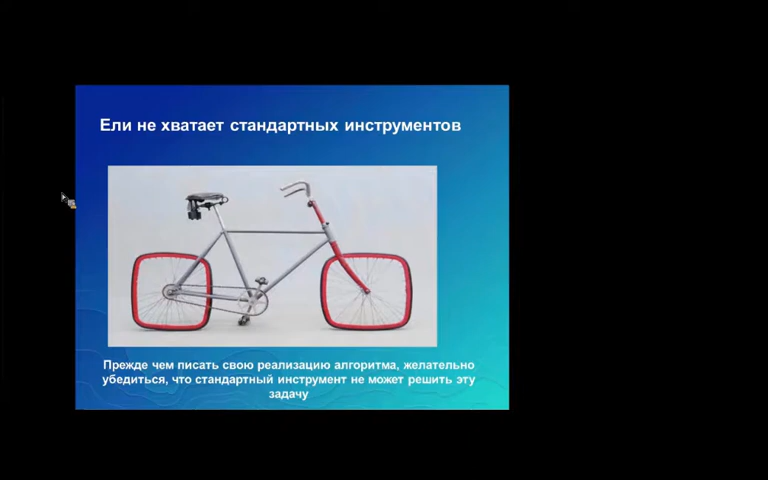 Ели не хватает стандартных инструментов
Прежде чем писать свою реализацию алгоритма, желательно
убедиться, что стандартный инструмент не может решить эту
задачу